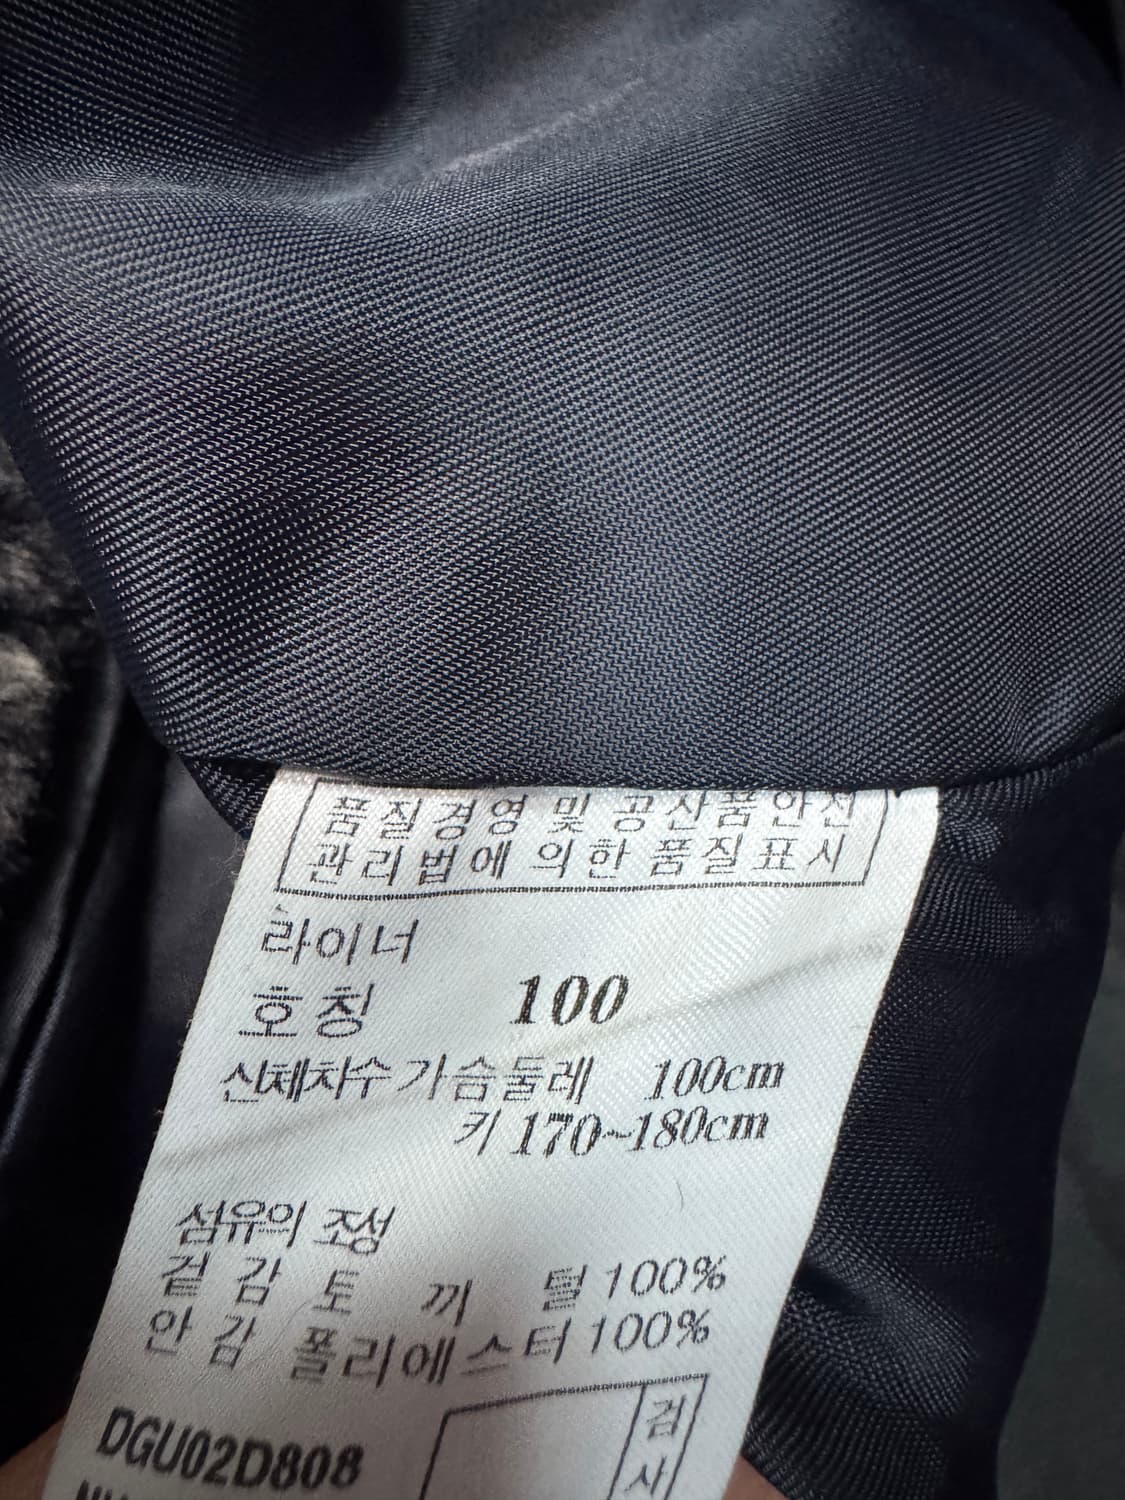 품질경영 및 공산품안전
관리법에 의한 품질표시
라이너
호칭 100
신체치수 가슴둘레 100cm
키 170~180cm
섬유의 조성
겉감 토끼털 100%
안감 폴리에스터 100%
DGU02D808
검사